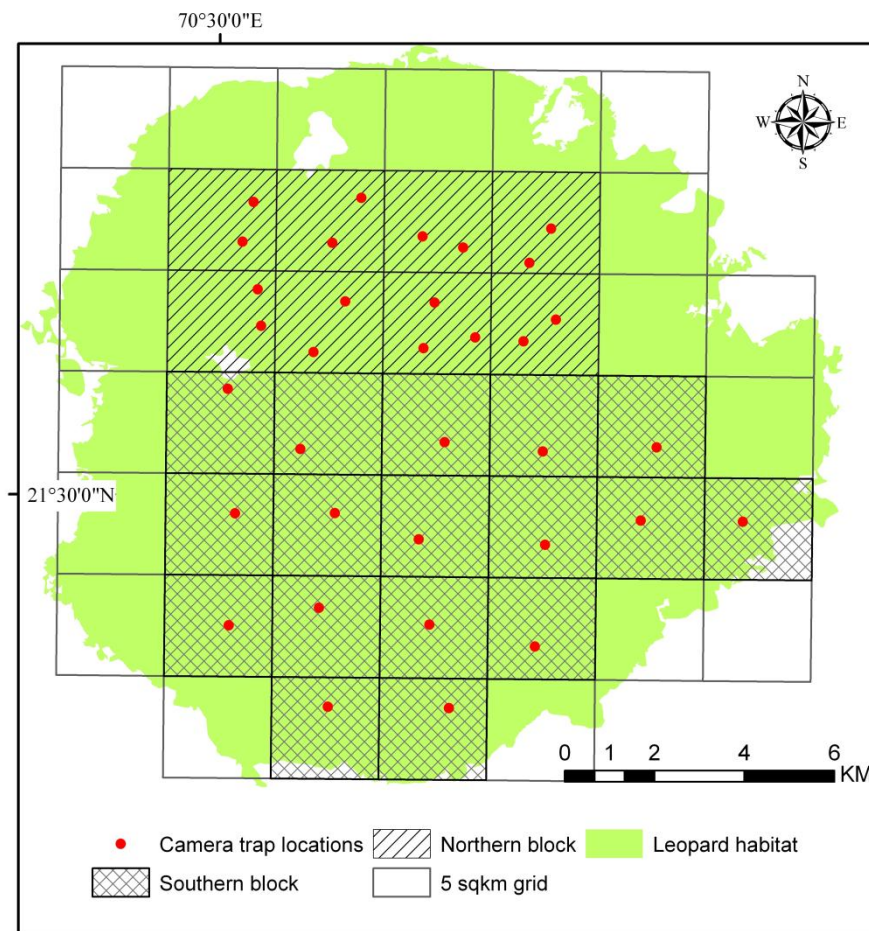 70°30'0"E
N
W E
S
21°30'0"N
0 1 2 4 6
KM
Camera trap locations Northern block Leopard habitat
Southern block 5 sqkm grid